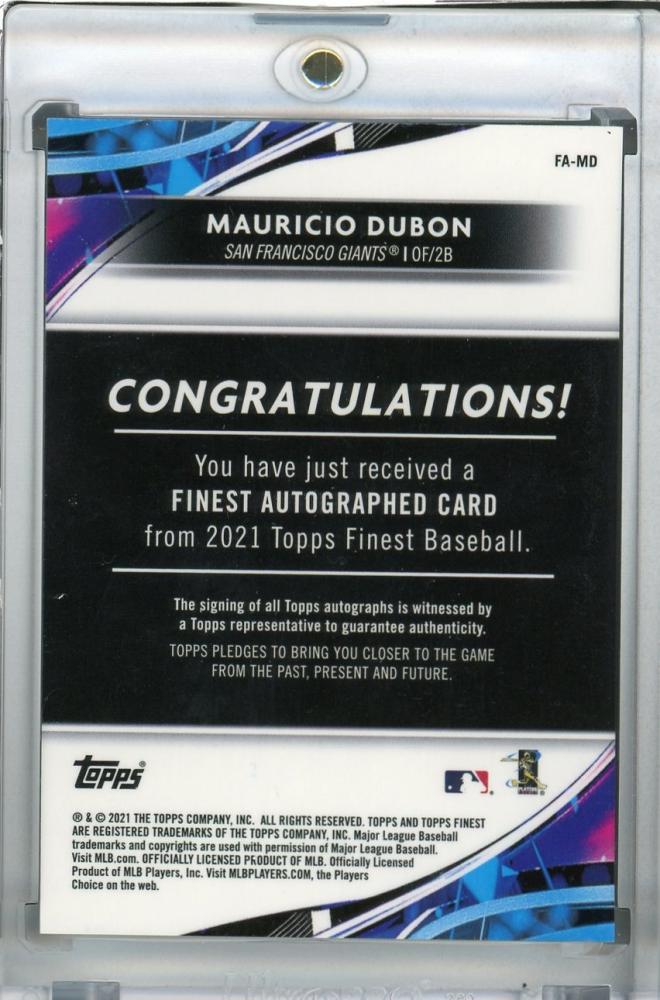 FA-MD
MAURICIO DUBON
SAN FRANCISCO GIANTS® | OF/2B
CONGRATULATIONS!
You have just received a
FINEST AUTOGRAPHED CARD
from 2021 Topps Finest Baseball.
The signing of all Topps autographs is witnessed by
a Topps representative to guarantee authenticity.
TOPPS PLEDGES TO BRING YOU CLOSER TO THE GAME
FROM THE PAST, PRESENT AND FUTURE.
topps®
® & © 2021 THE TOPPS COMPANY, INC. ALL RIGHTS RESERVED. TOPPS AND TOPPS FINEST
ARE REGISTERED TRADEMARKS OF THE TOPPS COMPANY, INC. Major League Baseball
trademarks and copyrights are used with permission of Major League Baseball.
Visit MLB.com. OFFICIALLY LICENSED PRODUCT OF MLB. Officially Licensed
Product of MLB Players, Inc. Visit MLBPLAYERS.COM, the Players
Choice on the web.